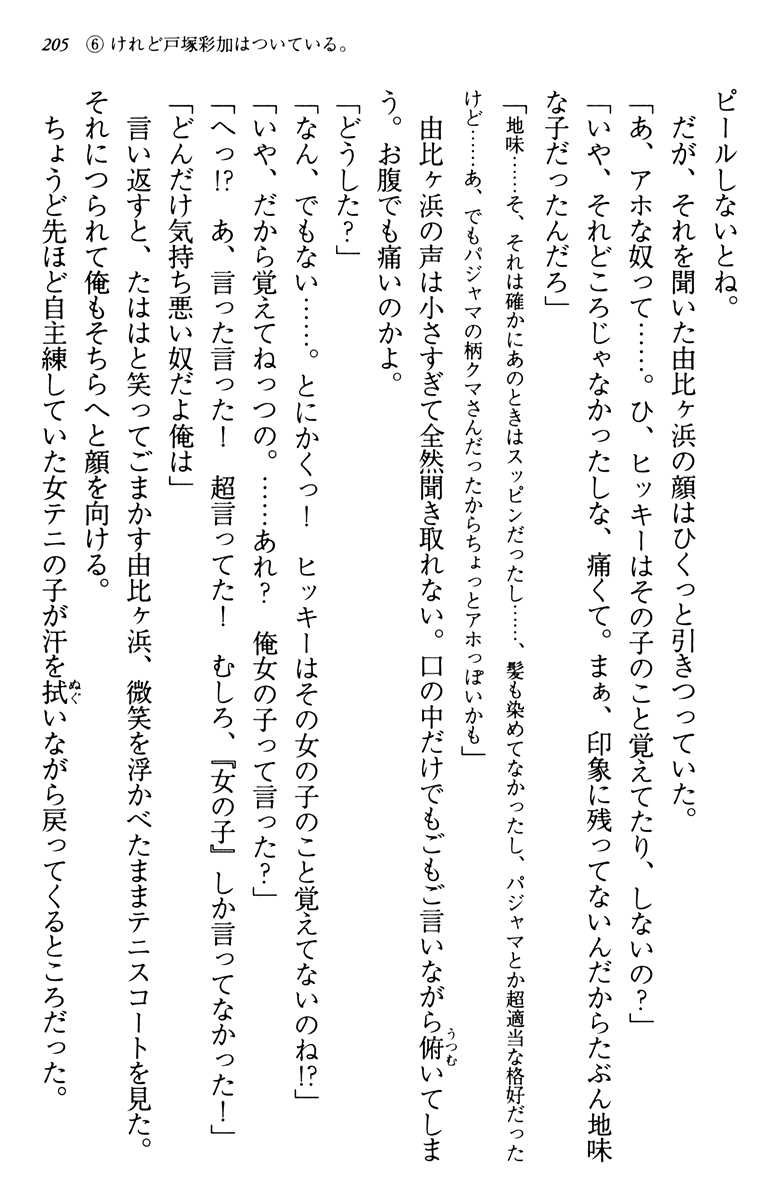 205 ⑥けれど戸塚彩加はついている。
ピールしないとね。
　だが、それを聞いた由比ヶ浜の顔はひくっと引きつっていた。
「あ、アホな奴って……。ひ、ヒッキーはその子のこと覚えてたり、しないの？」
「いや、それどころじゃなかったしな、痛くて。まぁ、印象に残ってないんだからたぶん地味
な子だったんだろ」
「地味……そ、それは確かにあのときはスッピンだったし……、髪も染めてなかったし、パジャマとか超適当な格好だった
けど……あ、でもパジャマの柄クマさんだったからちょっとアホっぽいかも」
　由比ヶ浜の声は小さすぎて全然聞き取れない。口の中だけでもごもご言いながら俯いてしま
う。お腹でも痛いのかよ。
「どうした？」
「なん、でもない……。とにかくっ！　ヒッキーはその女の子のこと覚えてないのね!?」
「いや、だから覚えてねっつの。……あれ？　俺女の子って言った？」
「へっ!?　あ、言った言った！　超言ってた！　むしろ、『女の子』しか言ってなかった！」
「どんだけ気持ち悪い奴だよ俺は」
　言い返すと、たははと笑ってごまかす由比ヶ浜、微笑を浮かべたままテニスコートを見た。
それにつられて俺もそちらへと顔を向ける。
　ちょうど先ほど自主練していた女テニの子が汗を拭いながら戻ってくるところだった。